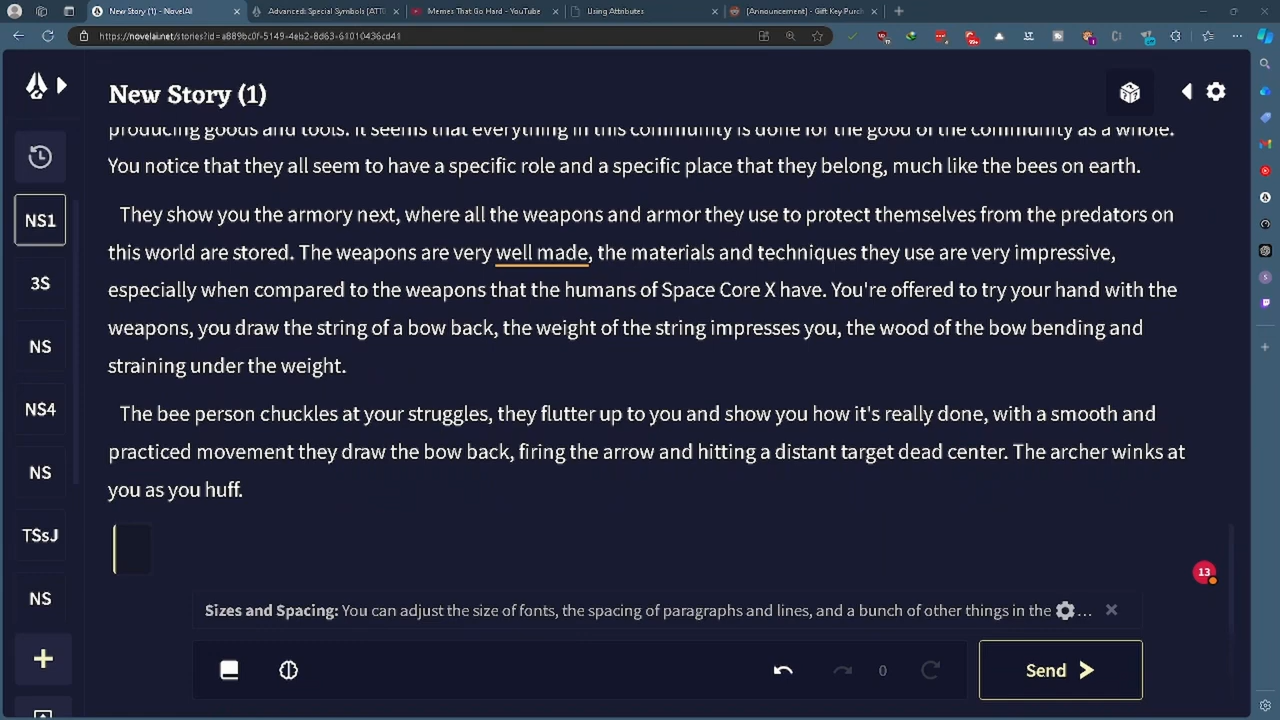 New Story (1) - NovelAI
Advanced: Special Symbols [ATT
Memes That Go Hard - YouTube
Using Attributes
[Announcement] - Gift Key Purch
New Story (1)
producing goods and tools. It seems that everything in this community is done for the good of the community as a whole.
You notice that they all seem to have a specific role and a specific place that they belong, much like the bees on earth.
NS1
They show you the armory next, where all the weapons and armor they use to protect themselves from the predators on
this world are stored. The weapons are very well made, the materials and techniques they use are very impressive,
3$
especially when compared to the weapons that the humans of Space Core X have. You're offered to try your hand with the
weapons, you draw the string of a bow back, the weight of the string impresses you, the wood of the bow bending and
NS
straining under the weight.
NS4
The bee person chuckles at your struggles, they flutter up to you and show you how it's really done, with a smooth and
practiced movement they draw the bow back, firing the arrow and hitting a distant target dead center. The archer winks at
NS
you as you huff.
T$sJ
13
NS
Sizes and Spacing: You can adjust the size of fonts, the spacing of paragraphs and lines, and a bunch of other things in the ...
0
Send